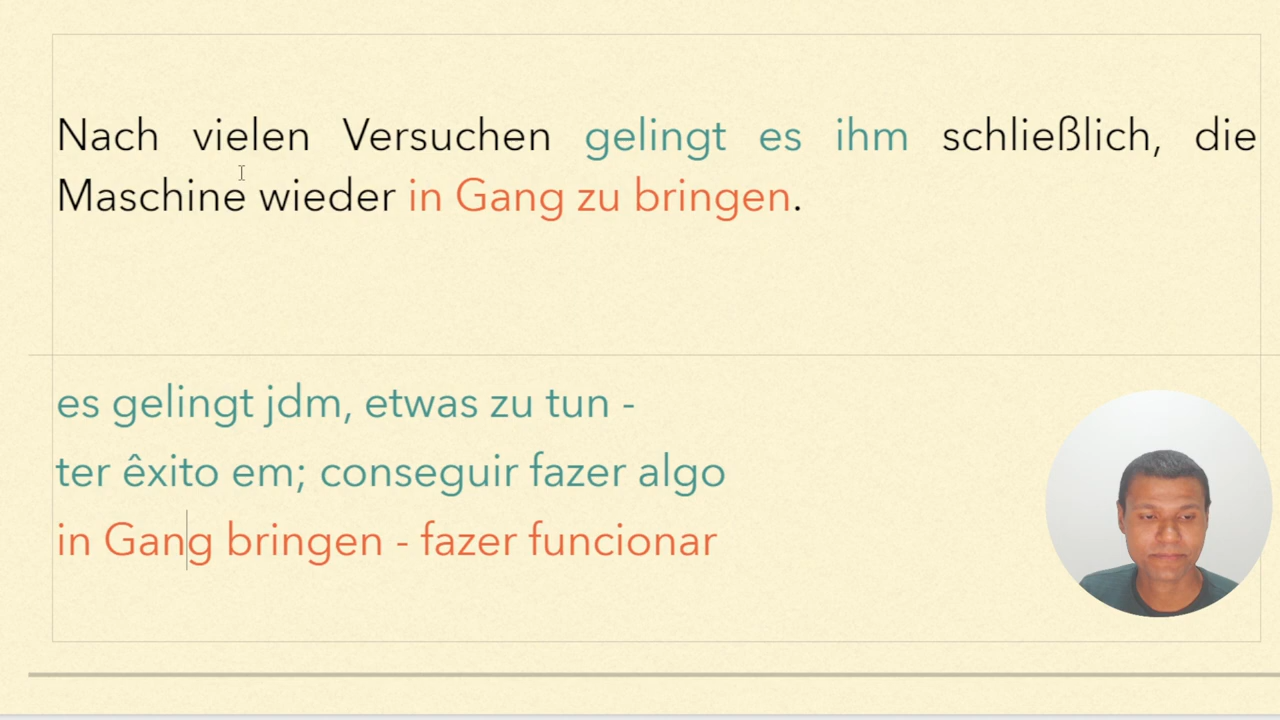 Nach vielen Versuchen gelingt es ihm schließlich, die
Maschine wieder in Gang zu bringen.
es gelingt jdm, etwas zu tun -
ter êxito em; conseguir fazer algo
in Gang bringen - fazer funcionar